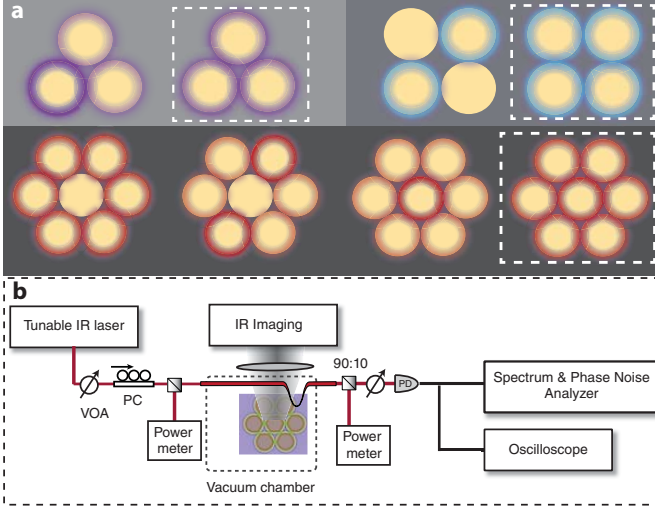 a
b
Tunable IR laser
IR Imaging
90:10
PD
VOA
PC
Power
meter
Power
meter
Vacuum chamber
Spectrum & Phase Noise
Analyzer
Oscilloscope